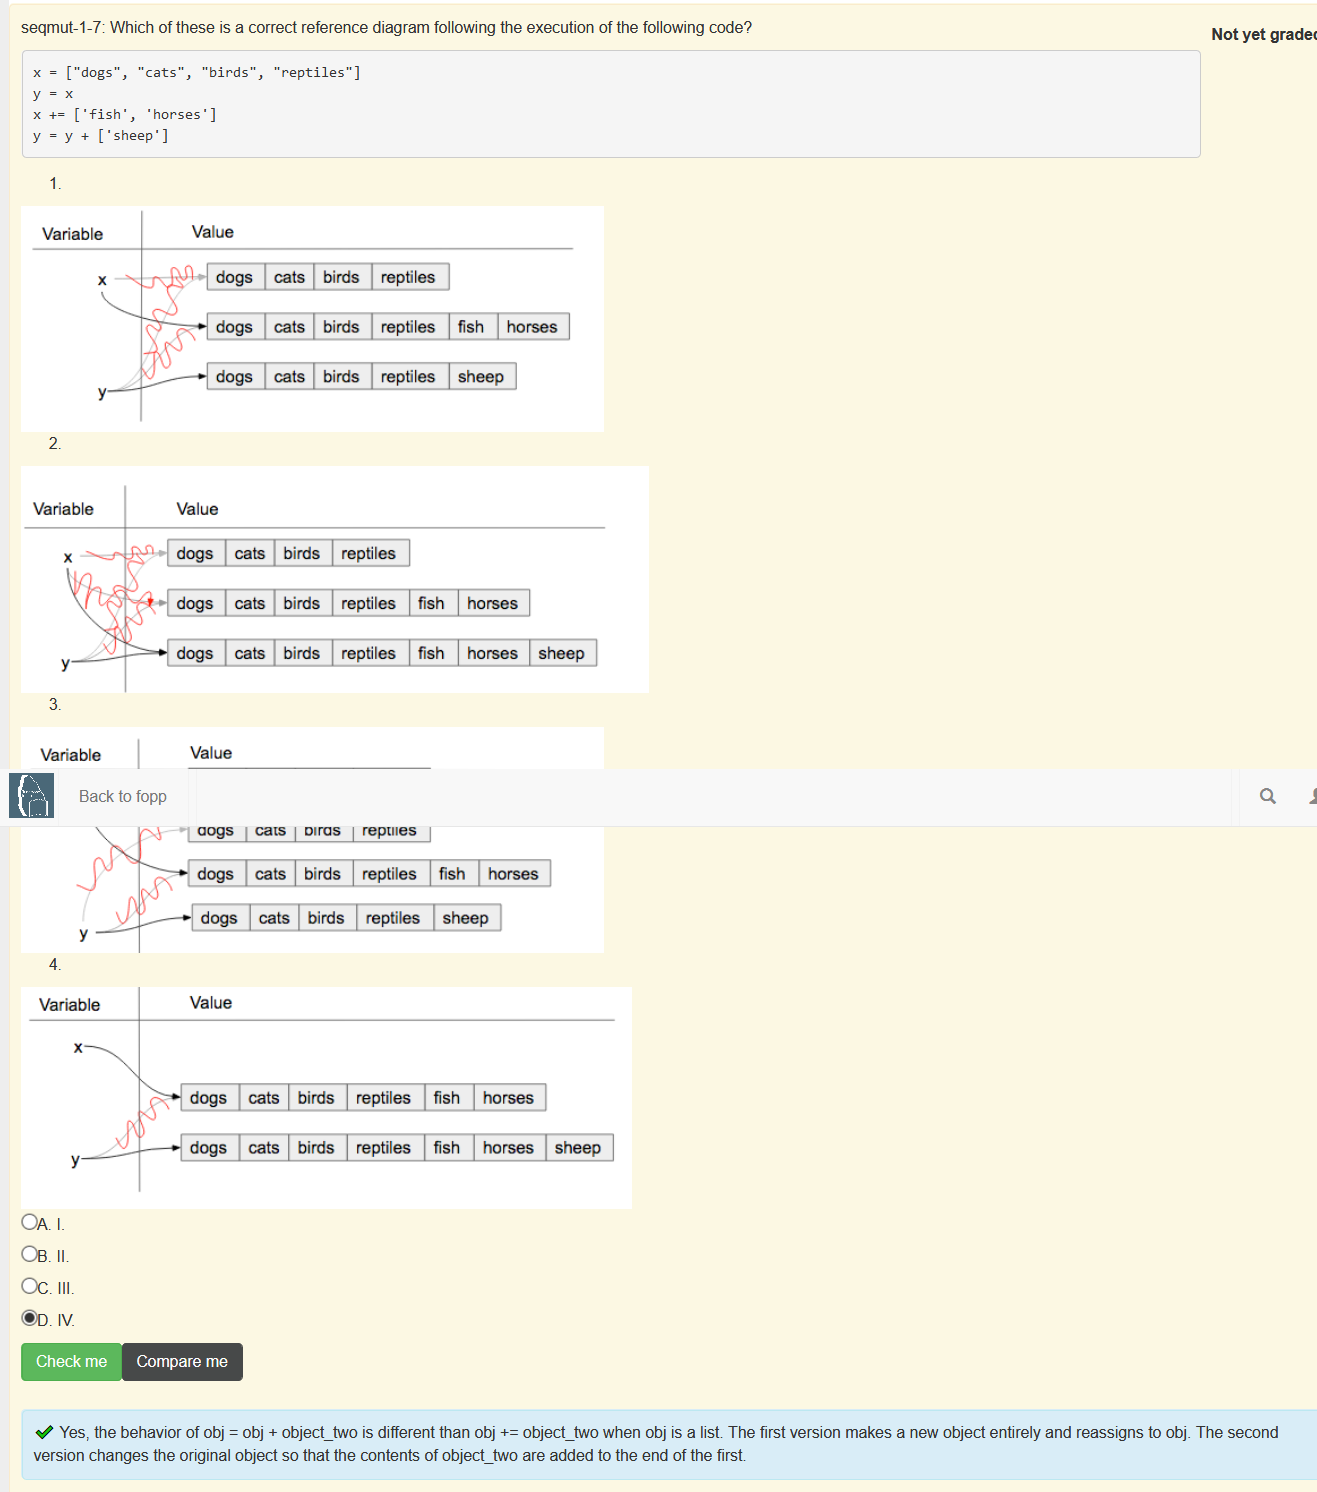 seqmut-1-7: Which of these is a correct reference diagram following the execution of the following code?
Not yet graded
x = ["dogs", "cats", "birds", "reptiles"]
y = x
x += ['fish', 'horses']
y = y + ['sheep']
1.
Variable Value
x dogs cats birds reptiles
dogs cats birds reptiles fish horses
y dogs cats birds reptiles sheep
2.
Variable Value
x dogs cats birds reptiles
dogs cats birds reptiles fish horses
y dogs cats birds reptiles fish horses sheep
3.
Variable Value
Back to fopp
dogs cats birds reptiles
dogs cats birds reptiles fish horses
y dogs cats birds reptiles sheep
4.
Variable Value
x
dogs cats birds reptiles fish horses
y dogs cats birds reptiles fish horses sheep
A. I.
B. II.
C. III.
D. IV.
Check me Compare me
Yes, the behavior of obj = obj + object_two is different than obj += object_two when obj is a list. The first version makes a new object entirely and reassigns to obj. The second
version changes the original object so that the contents of object_two are added to the end of the first.